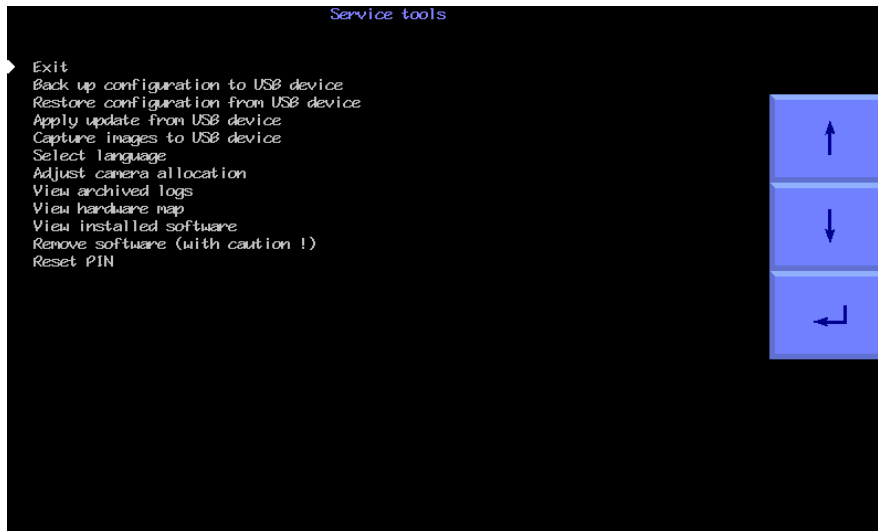 Service tools
Exit
Back up configuration to USB device
Restore configuration from USB device
Apply update from USB device
Capture images to USB device
Select language
Adjust camera allocation
View archived logs
View hardware map
View installed software
Remove software (with caution !)
Reset PIN